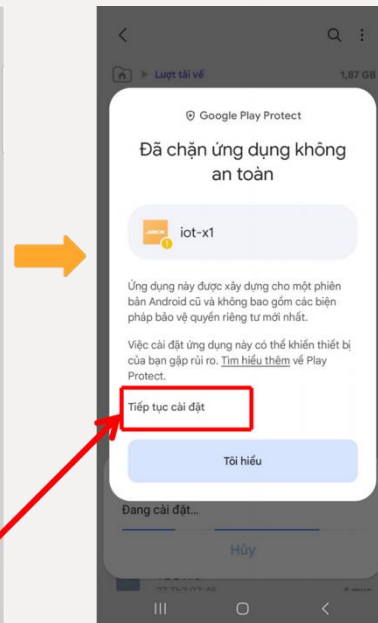 Lượt tải về
1,87 GB
Google Play Protect
Đã chặn ứng dụng không
an toàn
iot-x1
Ứng dụng này được xây dựng cho một phiên
bản Android cũ và không bao gồm các biện
pháp bảo vệ quyền riêng tư mới nhất.
Việc cài đặt ứng dụng này có thể khiến thiết bị
của bạn gặp rủi ro. Tìm hiểu thêm về Play
Protect.
Tiếp tục cài đặt
Tôi hiểu
Đang cài đặt...
Hủy